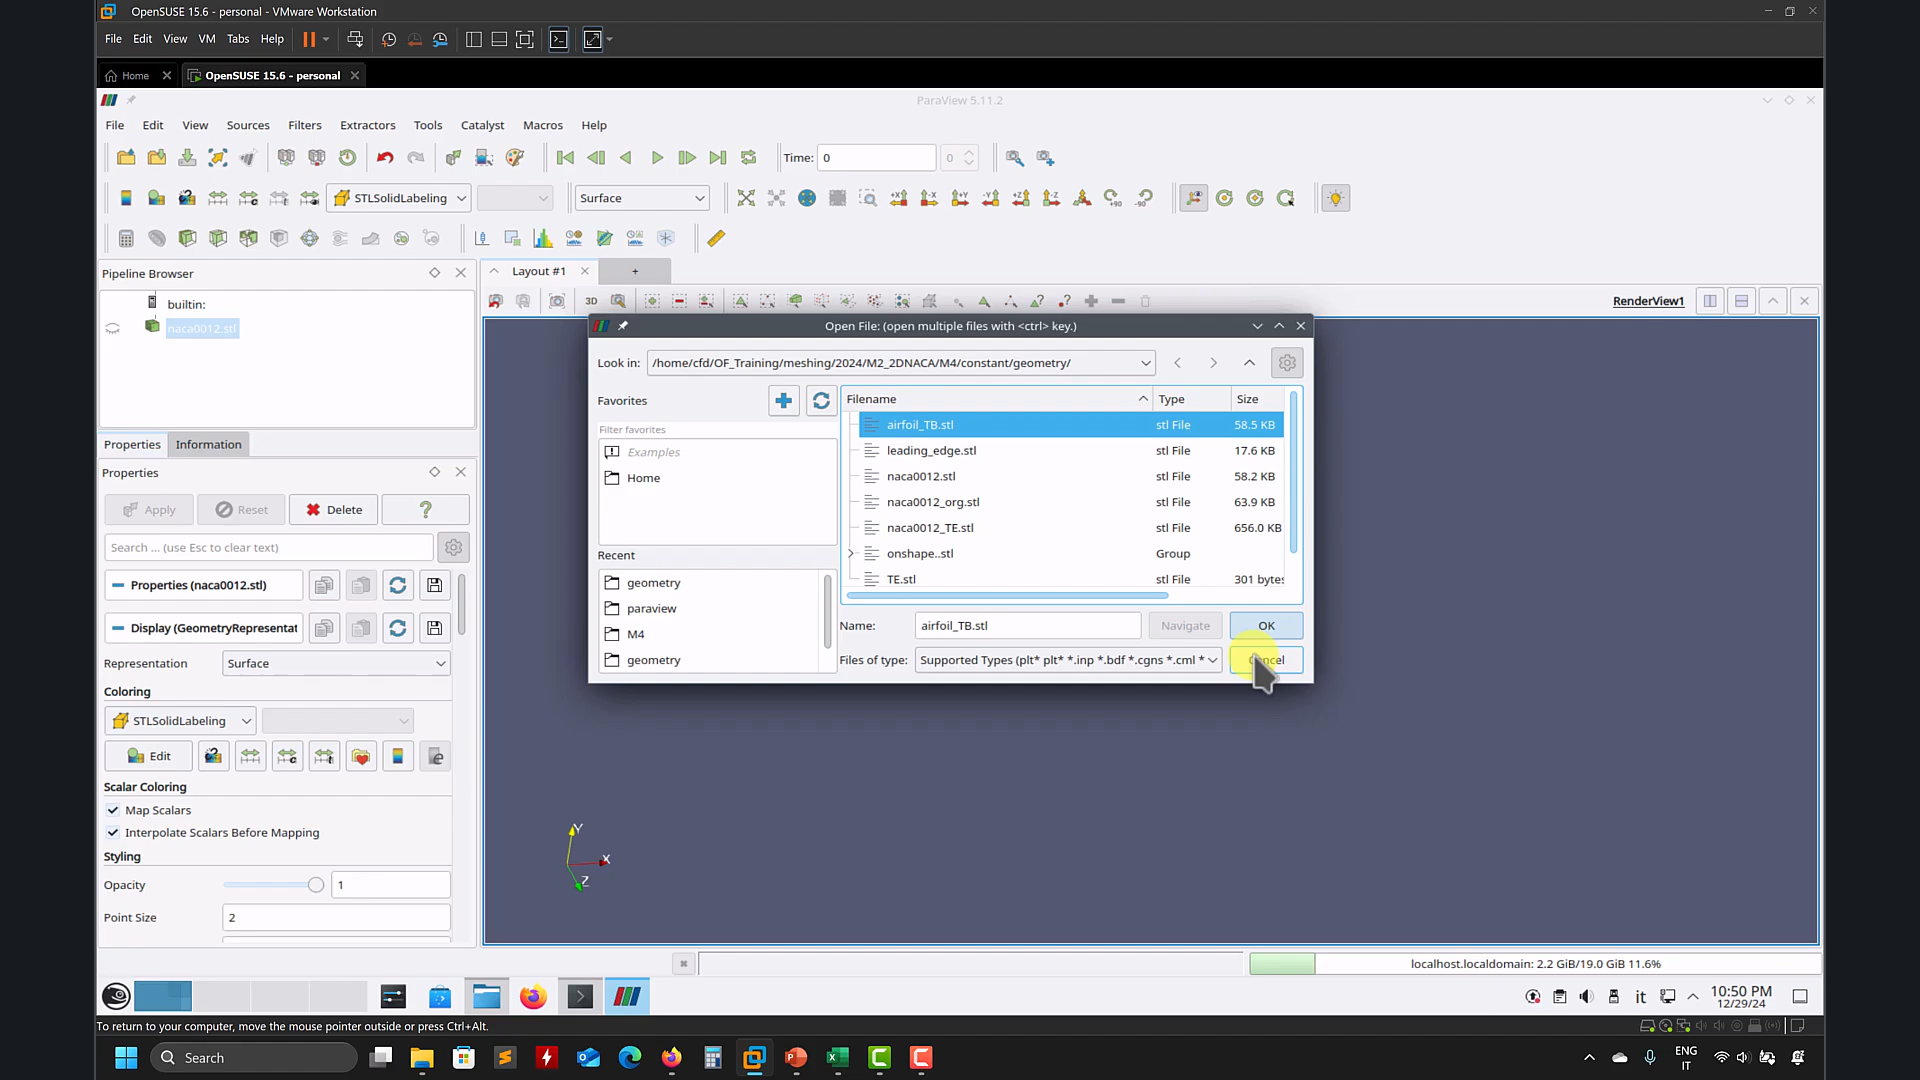 OpenSUSE 15.6 - personal - VMware Workstation
File Edit View VM Tabs Help
Home
OpenSUSE 15.6 - personal
ParaView 5.11.2
File Edit View Sources Filters Extractors Tools Catalyst Macros Help
Time: 0 0
STLSolidLabeling Surface
Pipeline Browser
Layout #1 +
builtin:
naca0012.stl
3D
RenderView1
Open File: (open multiple files with <ctrl> key.)
Look in: /home/cfd/OF_Training/meshing/2024/M2_2DNACA/M4/constant/geometry/
Favorites
Filter favorites
Examples
Home
Recent
geometry
paraview
M4
geometry
Filename Type Size
airfoil_TB.stl stl File 58.5 KB
leading_edge.stl stl File 17.6 KB
naca0012.stl stl File 58.2 KB
naca0012_org.stl stl File 63.9 KB
naca0012_TE.stl stl File 656.0 KB
onshape..stl Group
TE.stl stl File 301 bytes
Name: airfoil_TB.stl Navigate OK
Files of type: Supported Types (plt* plt* *.inp *.bdf *.cgns *.cml * Cancel
Properties Information
Properties
Apply Reset Delete ?
Search ... (use Esc to clear text)
Properties (naca0012.stl)
Display (GeometryRepresentat
Representation Surface
Coloring
STLSolidLabeling
Edit
Scalar Coloring
Map Scalars
Interpolate Scalars Before Mapping
Styling
Opacity 1
Point Size 2
Y
X
Z
localhost.localdomain: 2.2 GiB/19.0 GiB 11.6%
it
10:50 PM
12/29/24
To return to your computer, move the mouse pointer outside or press Ctrl+Alt.
Search
ENG
IT